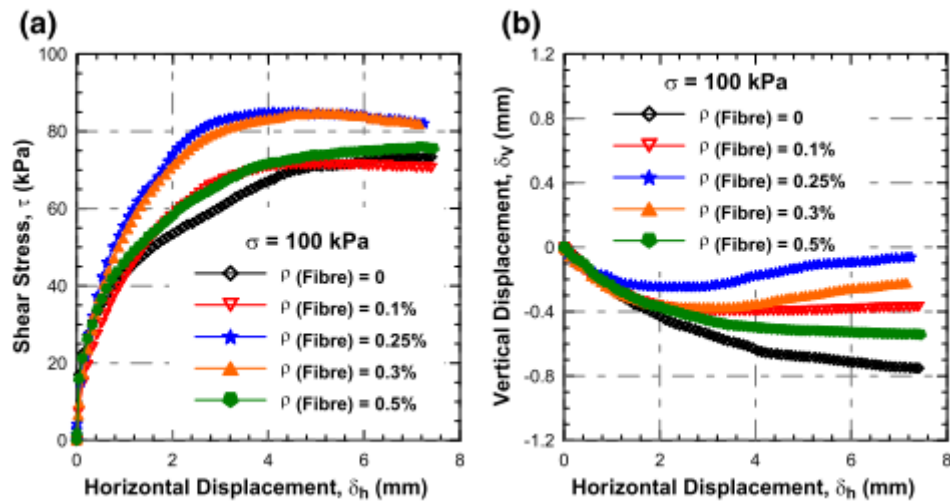 (a)
100
80
60
40
20
0
Shear Stress, τ (kPa)
σ = 100 kPa
ρ (Fibre) = 0
ρ (Fibre) = 0.1%
ρ (Fibre) = 0.25%
ρ (Fibre) = 0.3%
ρ (Fibre) = 0.5%
0 2 4 6 8
Horizontal Displacement, δh (mm)
(b)
1.2
0.8
0.4
0
-0.4
-0.8
-1.2
Vertical Displacement, δv (mm)
σ = 100 kPa
ρ (Fibre) = 0
ρ (Fibre) = 0.1%
ρ (Fibre) = 0.25%
ρ (Fibre) = 0.3%
ρ (Fibre) = 0.5%
0 2 4 6 8
Horizontal Displacement, δh (mm)